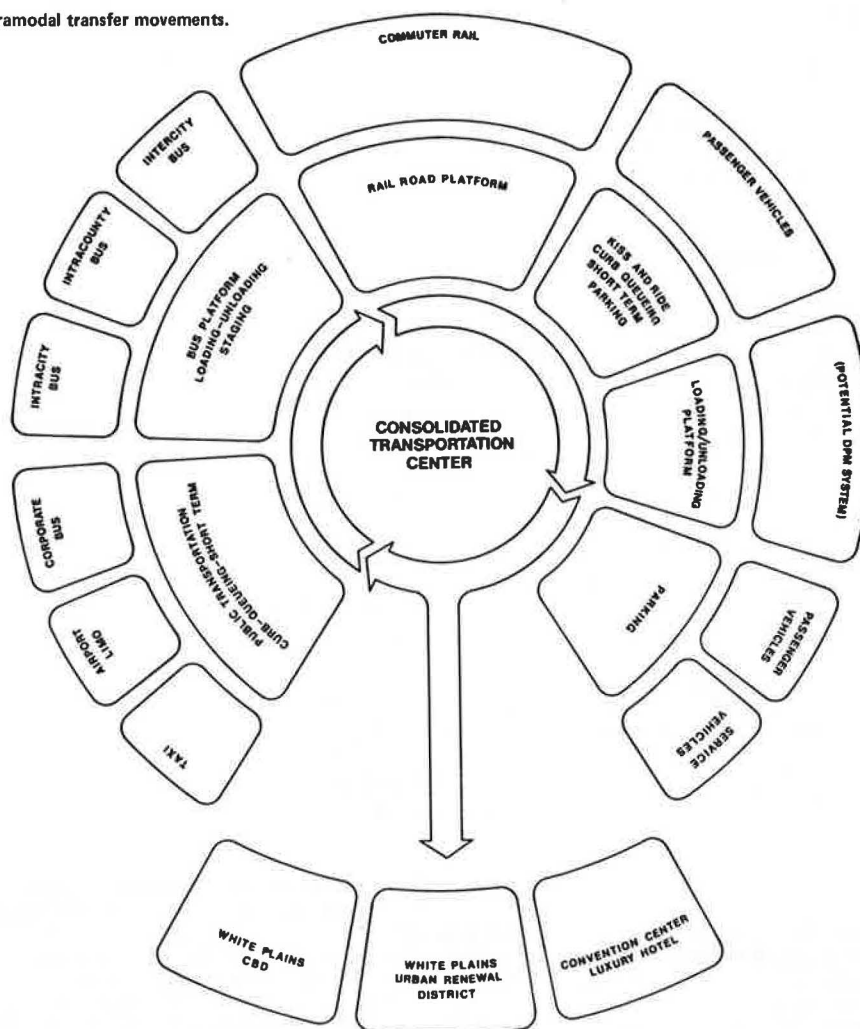 ramodal transfer movements.
COMMUTER RAIL
RAIL ROAD PLATFORM
INTERCITY
BUS
INTRACOUNTY
BUS
INTRACITY
BUS
BUS PLATFORM
LOADING-UNLOADING
STAGING
PASSENGER VEHICLES
KISS AND RIDE
CURB QUEUEING
SHORT TERM
PARKING
(POTENTIAL DPM SYSTEM)
LOADING/UNLOADING
PLATFORM
CONSOLIDATED
TRANSPORTATION
CENTER
CORPORATE
BUS
AIRPORT
LIMO
TAXI
PUBLIC TRANSPORTATION
CURB-QUEUEING-SHORT TERM
PARKING
PASSENGER
VEHICLES
SERVICE
VEHICLES
WHITE PLAINS
CBD
WHITE PLAINS
URBAN RENEWAL
DISTRICT
CONVENTION CENTER
LUXURY HOTEL